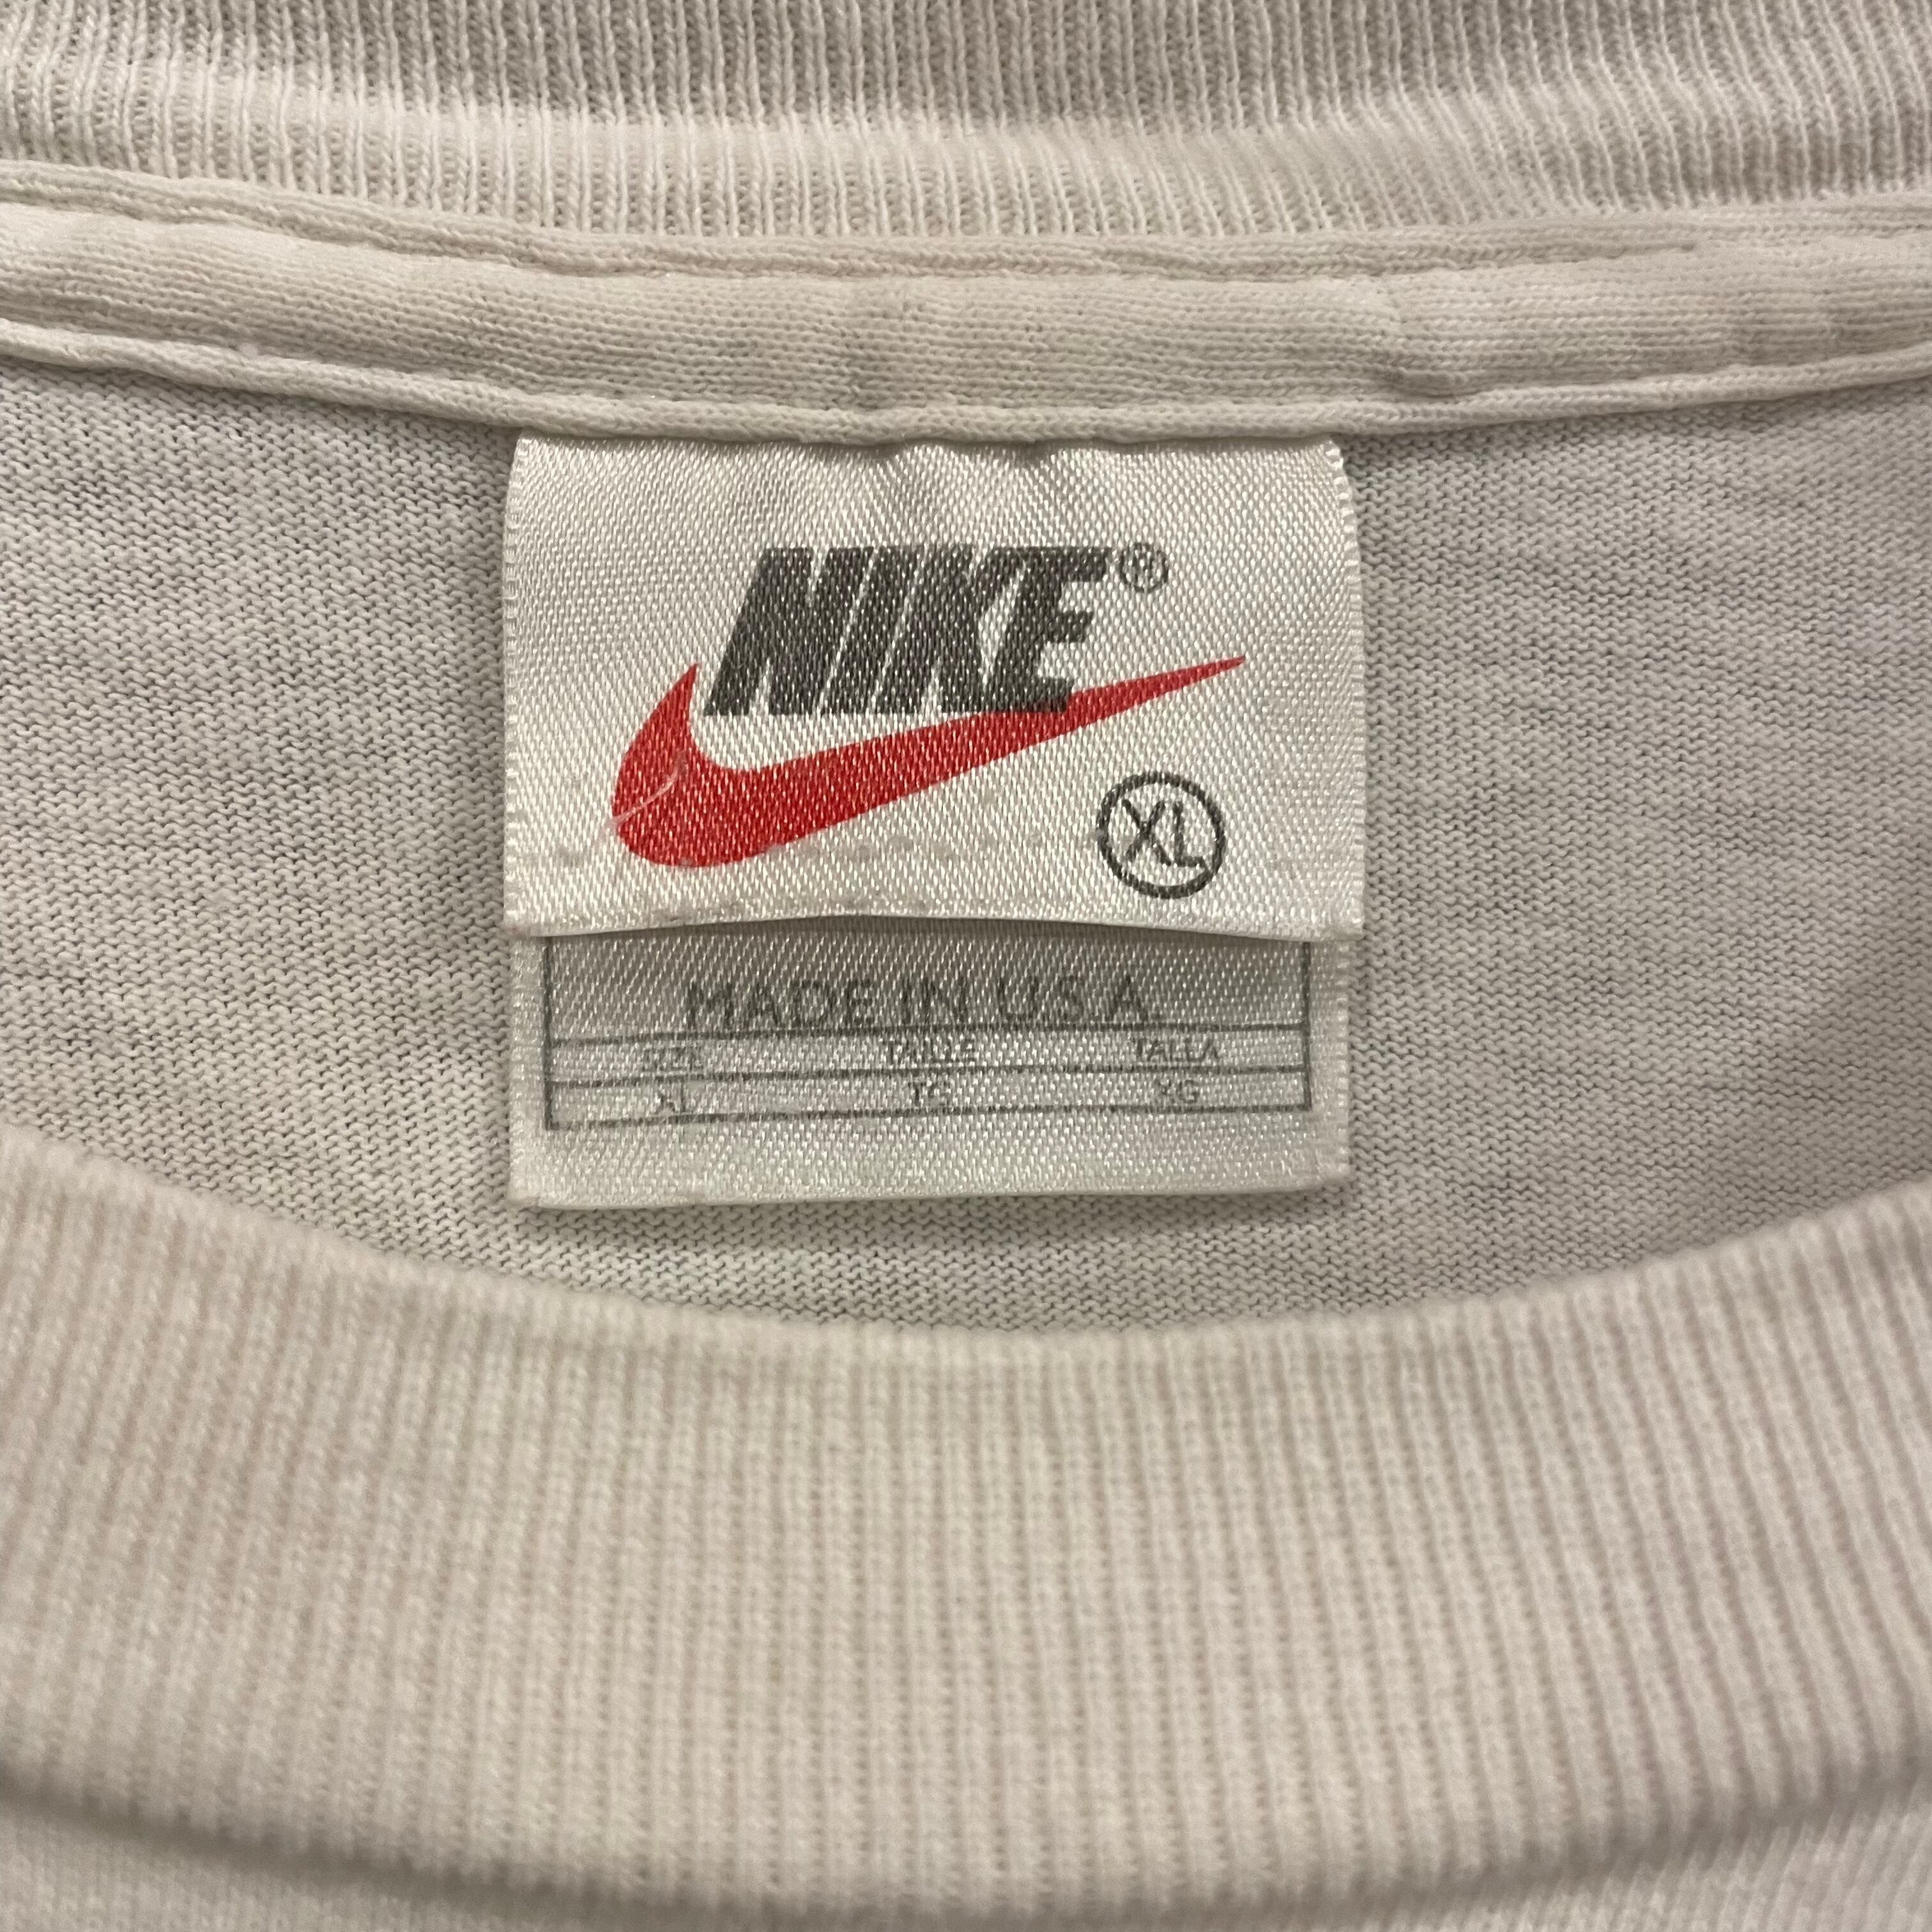 NIKE®
XL
MADE IN U.S.A
SIZE TAILLE TALLA
XL TG XG